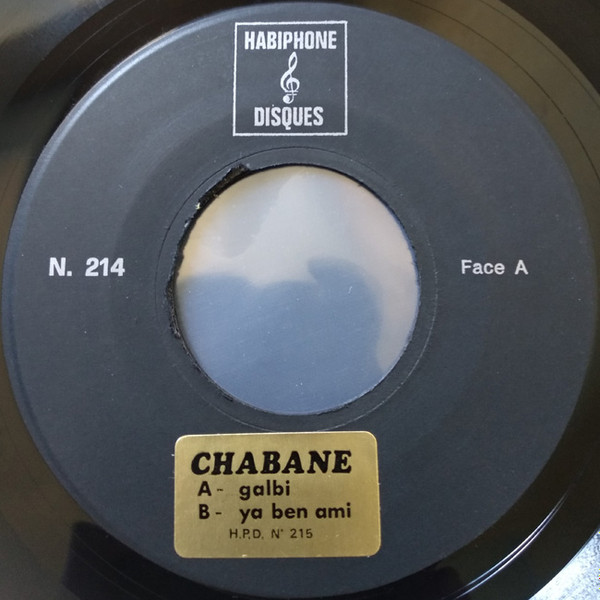 HABIPHONE
DISQUES
N. 214
Face A
CHABANE
A - galbi
B - ya ben ami
H.P.D. N° 215